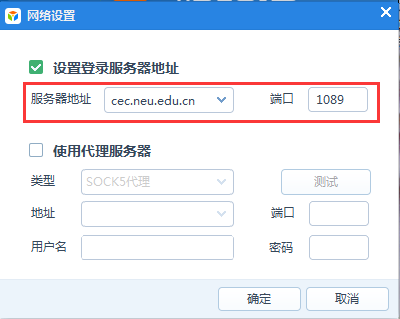 网络设置
设置登录服务器地址
服务器地址 cec.neu.edu.cn 端口 1089
使用代理服务器
类型 SOCK5代理 测试
地址 端口
用户名 密码
确定 取消